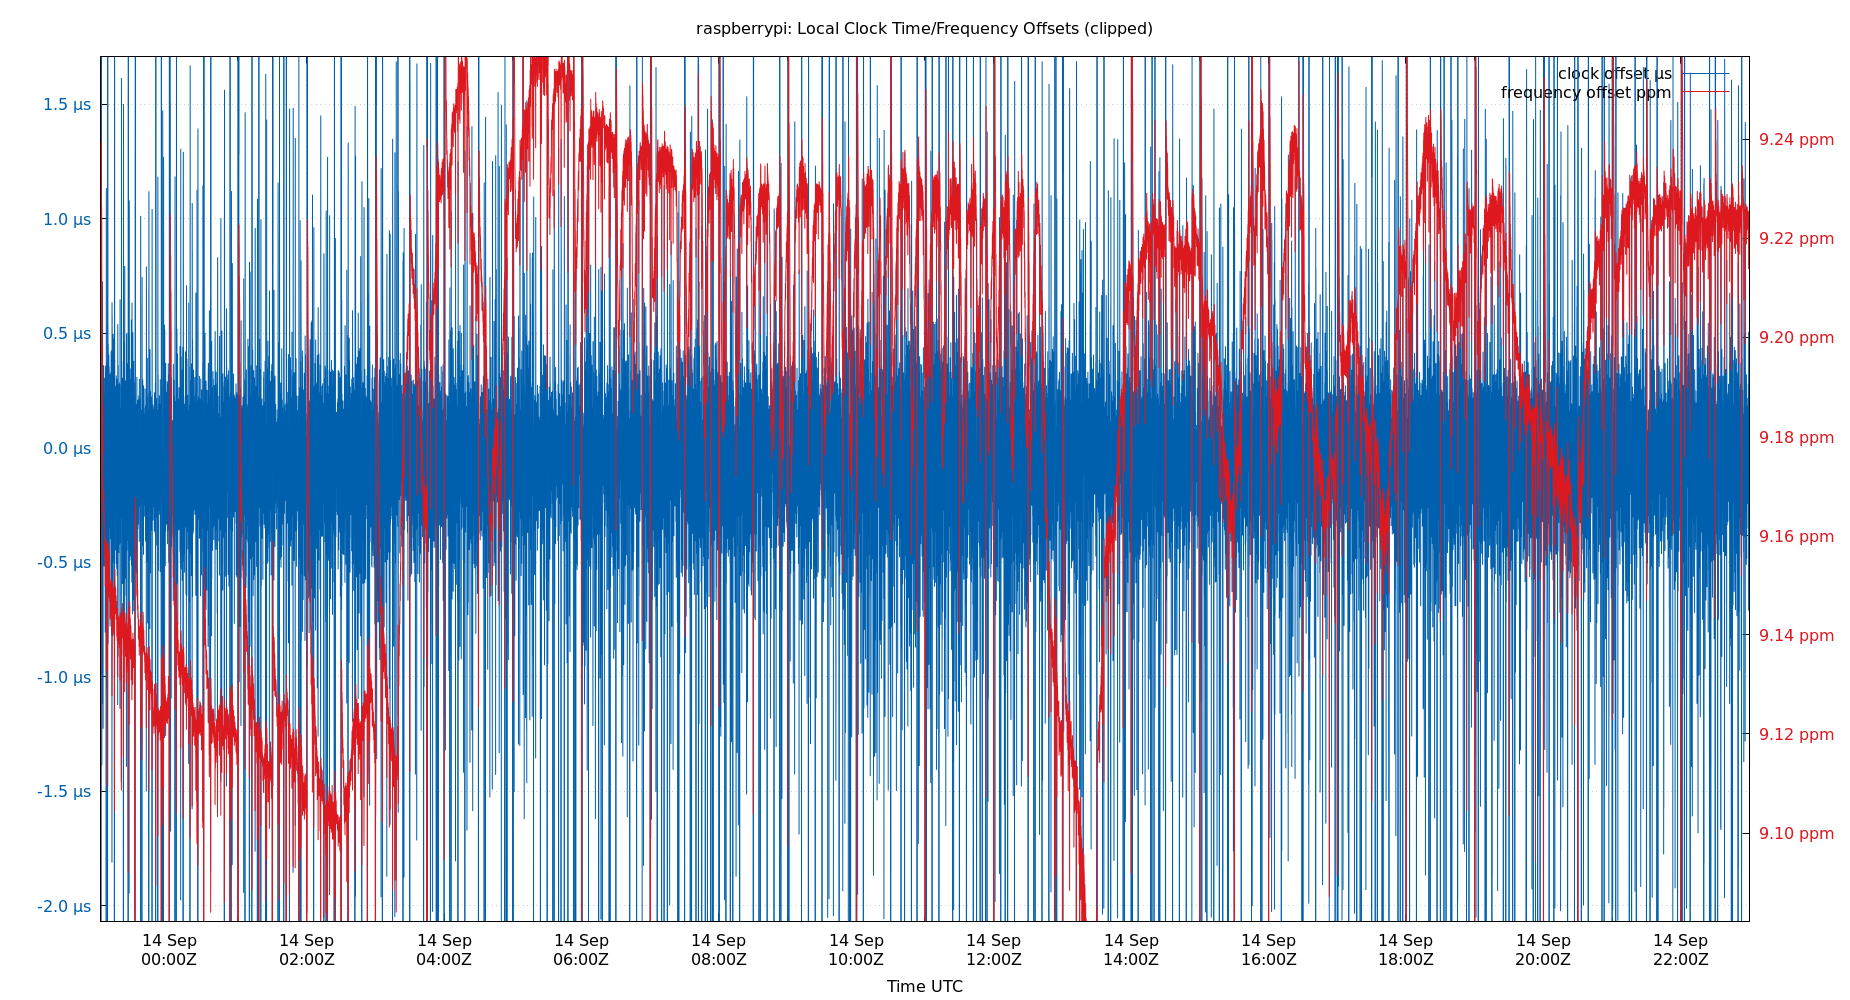 raspberrypi: Local Clock Time/Frequency Offsets (clipped)
clock offset µs
frequency offset ppm
1.5 µs
1.0 µs
0.5 µs
0.0 µs
-0.5 µs
-1.0 µs
-1.5 µs
-2.0 µs
9.24 ppm
9.22 ppm
9.20 ppm
9.18 ppm
9.16 ppm
9.14 ppm
9.12 ppm
9.10 ppm
14 Sep 14 Sep 14 Sep 14 Sep 14 Sep 14 Sep 14 Sep 14 Sep 14 Sep 14 Sep 14 Sep 14 Sep
00:00Z 02:00Z 04:00Z 06:00Z 08:00Z 10:00Z 12:00Z 14:00Z 16:00Z 18:00Z 20:00Z 22:00Z
Time UTC